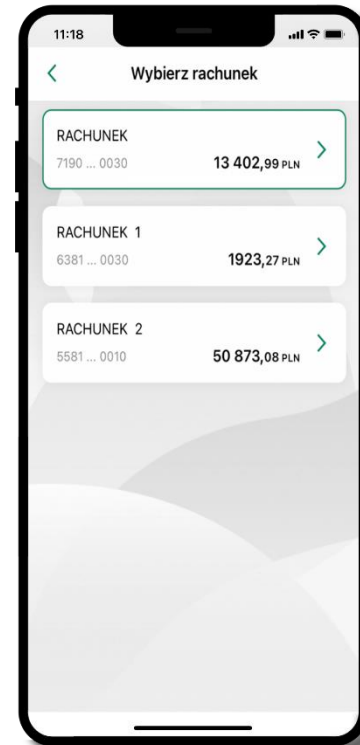 11:18
Wybierz rachunek
RACHUNEK
7190 ... 0030 13 402,99 PLN
RACHUNEK 1
6381 ... 0030 1923,27 PLN
RACHUNEK 2
5581 ... 0010 50 873,08 PLN